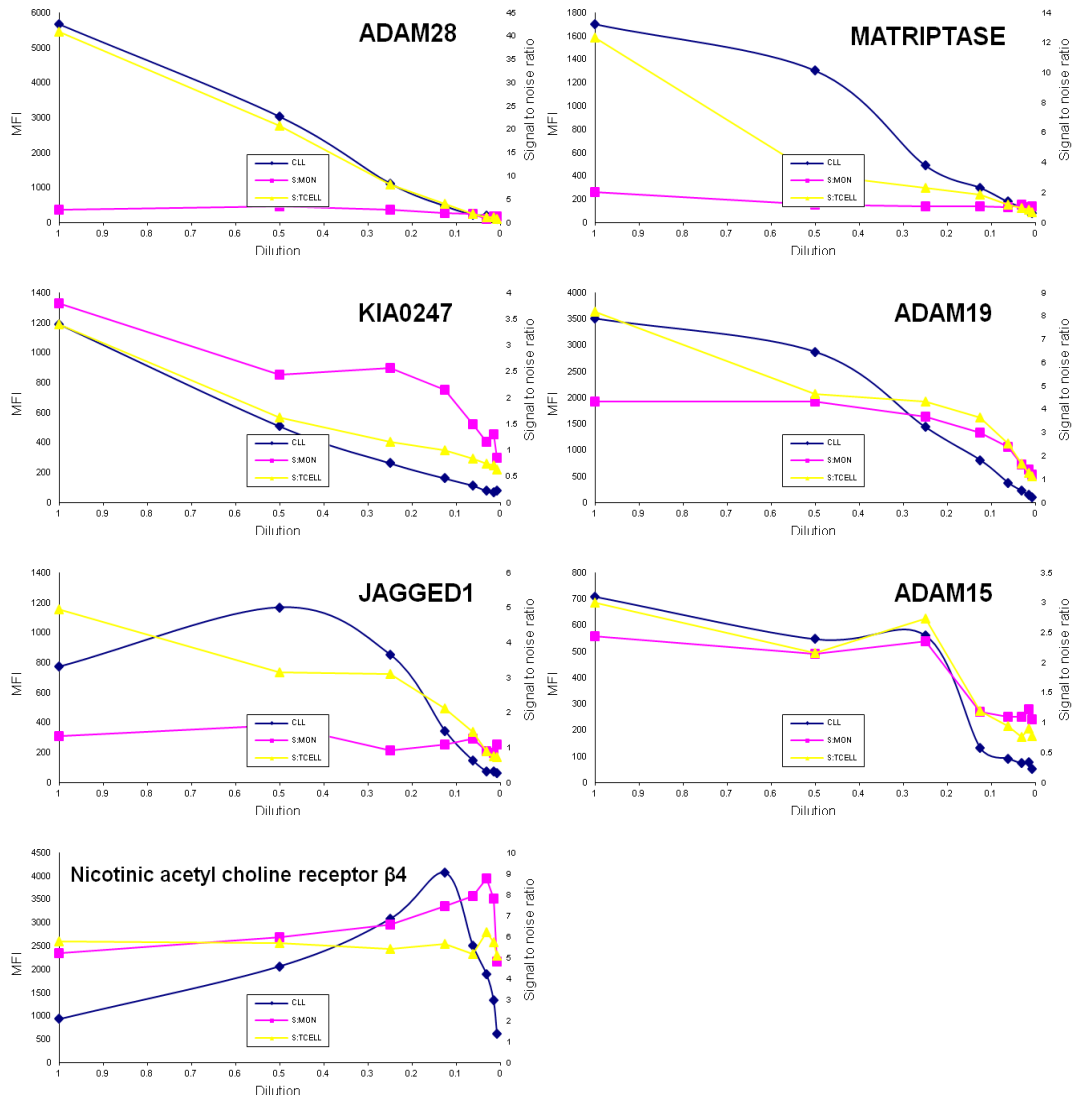 ADAM28
MFI
6000
5000
4000
3000
2000
1000
0
45
40
35
30
25
20
15
10
5
0
Signal to noise ratio
CLL
S:MON
S:TCELL
1 0.9 0.8 0.7 0.6 0.5 0.4 0.3 0.2 0.1 0
Dilution
MATRIPTASE
MFI
1800
1600
1400
1200
1000
800
600
400
200
0
14
12
10
8
6
4
2
0
Signal to noise ratio
CLL
S:MON
S:TCELL
1 0.9 0.8 0.7 0.6 0.5 0.4 0.3 0.2 0.1 0
Dilution
KIA0247
MFI
1400
1200
1000
800
600
400
200
0
4
3.5
3
2.5
2
1.5
1
0.5
0
Signal to noise ratio
CLL
S:MON
S:TCELL
1 0.9 0.8 0.7 0.6 0.5 0.4 0.3 0.2 0.1 0
Dilution
ADAM19
MFI
4000
3500
3000
2500
2000
1500
1000
500
0
9
8
7
6
5
4
3
2
1
0
Signal to noise ratio
CLL
S:MON
S:TCELL
1 0.9 0.8 0.7 0.6 0.5 0.4 0.3 0.2 0.1 0
Dilution
JAGGED1
MFI
1400
1200
1000
800
600
400
200
0
6
5
4
3
2
1
0
Signal to noise ratio
CLL
S:MON
S:TCELL
1 0.9 0.8 0.7 0.6 0.5 0.4 0.3 0.2 0.1 0
Dilution
ADAM15
MFI
800
700
600
500
400
300
200
100
0
3.5
3
2.5
2
1.5
1
0.5
0
Signal to noise ratio
CLL
S:MON
S:TCELL
1 0.9 0.8 0.7 0.6 0.5 0.4 0.3 0.2 0.1 0
Dilution
Nicotinic acetyl choline receptor β4
MFI
4500
4000
3500
3000
2500
2000
1500
1000
500
0
10
9
8
7
6
5
4
3
2
1
0
Signal to noise ratio
CLL
S:MON
S:TCELL
1 0.9 0.8 0.7 0.6 0.5 0.4 0.3 0.2 0.1 0
Dilution